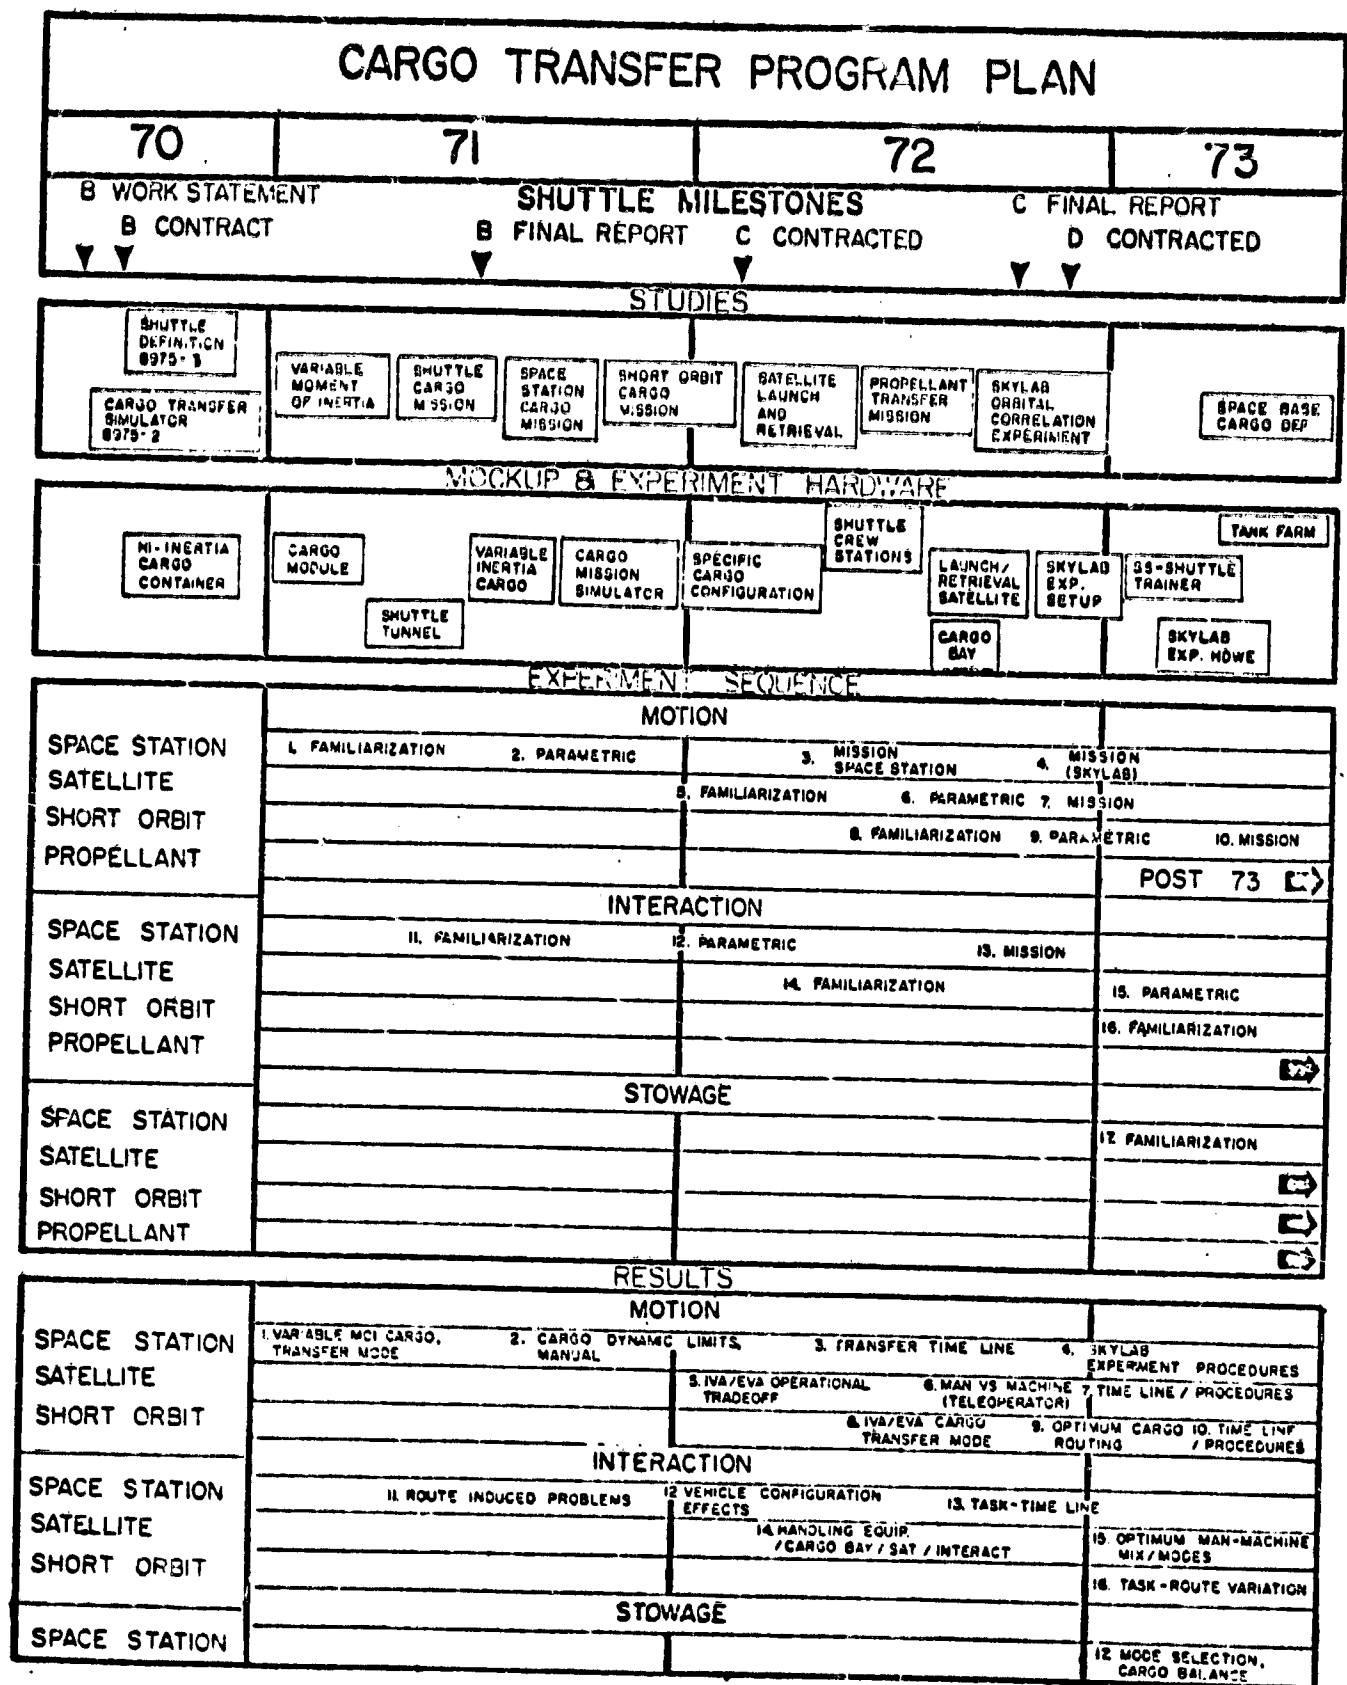 CARGO TRANSFER PROGRAM PLAN
70 71 72 73
B WORK STATEMENT SHUTTLE MILESTONES C FINAL REPORT
B CONTRACT B FINAL REPORT C CONTRACTED D CONTRACTED
STUDIES
SHUTTLE
DEFINITION
8975-3
CARGO TRANSFER
SIMULATOR
8975-2
VARIABLE
MOMENT
OF INERTIA
SHUTTLE
CARGO
MISSION
SPACE
STATION
CARGO
MISSION
SHORT ORBIT
CARGO
MISSION
SATELLITE
LAUNCH
AND
RETRIEVAL
PROPELLANT
TRANSFER
MISSION
SKYLAB
ORBITAL
CORRELATION
EXPERIMENT
SPACE BASE
CARGO DEP
MOCKUP & EXPERIMENT HARDWARE
HI-INERTIA
CARGO
CONTAINER
CARGO
MODULE
SHUTTLE
TUNNEL
VARIABLE
INERTIA
CARGO
CARGO
MISSION
SIMULATOR
SPECIFIC
CARGO
CONFIGURATION
SHUTTLE
CREW
STATIONS
LAUNCH/
RETRIEVAL
SATELLITE
CARGO
BAY
SKYLAB
EXP.
SETUP
SS-SHUTTLE
TRAINER
TANK FARM
SKYLAB
EXP. HDWE
EXPERIMENT SEQUENCE
MOTION
SPACE STATION 1. FAMILIARIZATION 2. PARAMETRIC 3. MISSION SPACE STATION 4. MISSION (SKYLAB)
SATELLITE 5. FAMILIARIZATION 6. PARAMETRIC 7. MISSION
SHORT ORBIT 8. FAMILIARIZATION 9. PARAMETRIC 10. MISSION
PROPELLANT POST 73
INTERACTION
SPACE STATION 11. FAMILIARIZATION 12. PARAMETRIC 13. MISSION
SATELLITE 14. FAMILIARIZATION 15. PARAMETRIC
SHORT ORBIT 16. FAMILIARIZATION
PROPELLANT
STOWAGE
SPACE STATION 17. FAMILIARIZATION
SATELLITE
SHORT ORBIT
PROPELLANT
RESULTS
MOTION
SPACE STATION 1. VARIABLE MCI CARGO, TRANSFER MODE 2. CARGO DYNAMIC LIMITS, MANUAL 3. TRANSFER TIME LINE 4. SKYLAB EXPERMENT PROCEDURES
SATELLITE 5. IVA/EVA OPERATIONAL TRADEOFF 6. MAN VS MACHINE (TELEOPERATOR) 7. TIME LINE / PROCEDURES
SHORT ORBIT 8. IVA/EVA CARGO TRANSFER MODE 9. OPTIMUM CARGO ROUTING 10. TIME LINE / PROCEDURES
INTERACTION
SPACE STATION 11. ROUTE INDUCED PROBLEMS 12 VEHICLE CONFIGURATION EFFECTS 13. TASK-TIME LINE
SATELLITE 14. HANDLING EQUIP. / CARGO BAY / SAT / INTERACT 15. OPTIMUM MAN-MACHINE MIX/MODES
SHORT ORBIT 16. TASK-ROUTE VARIATION
STOWAGE
SPACE STATION 12 MODE SELECTION, CARGO BALANCE